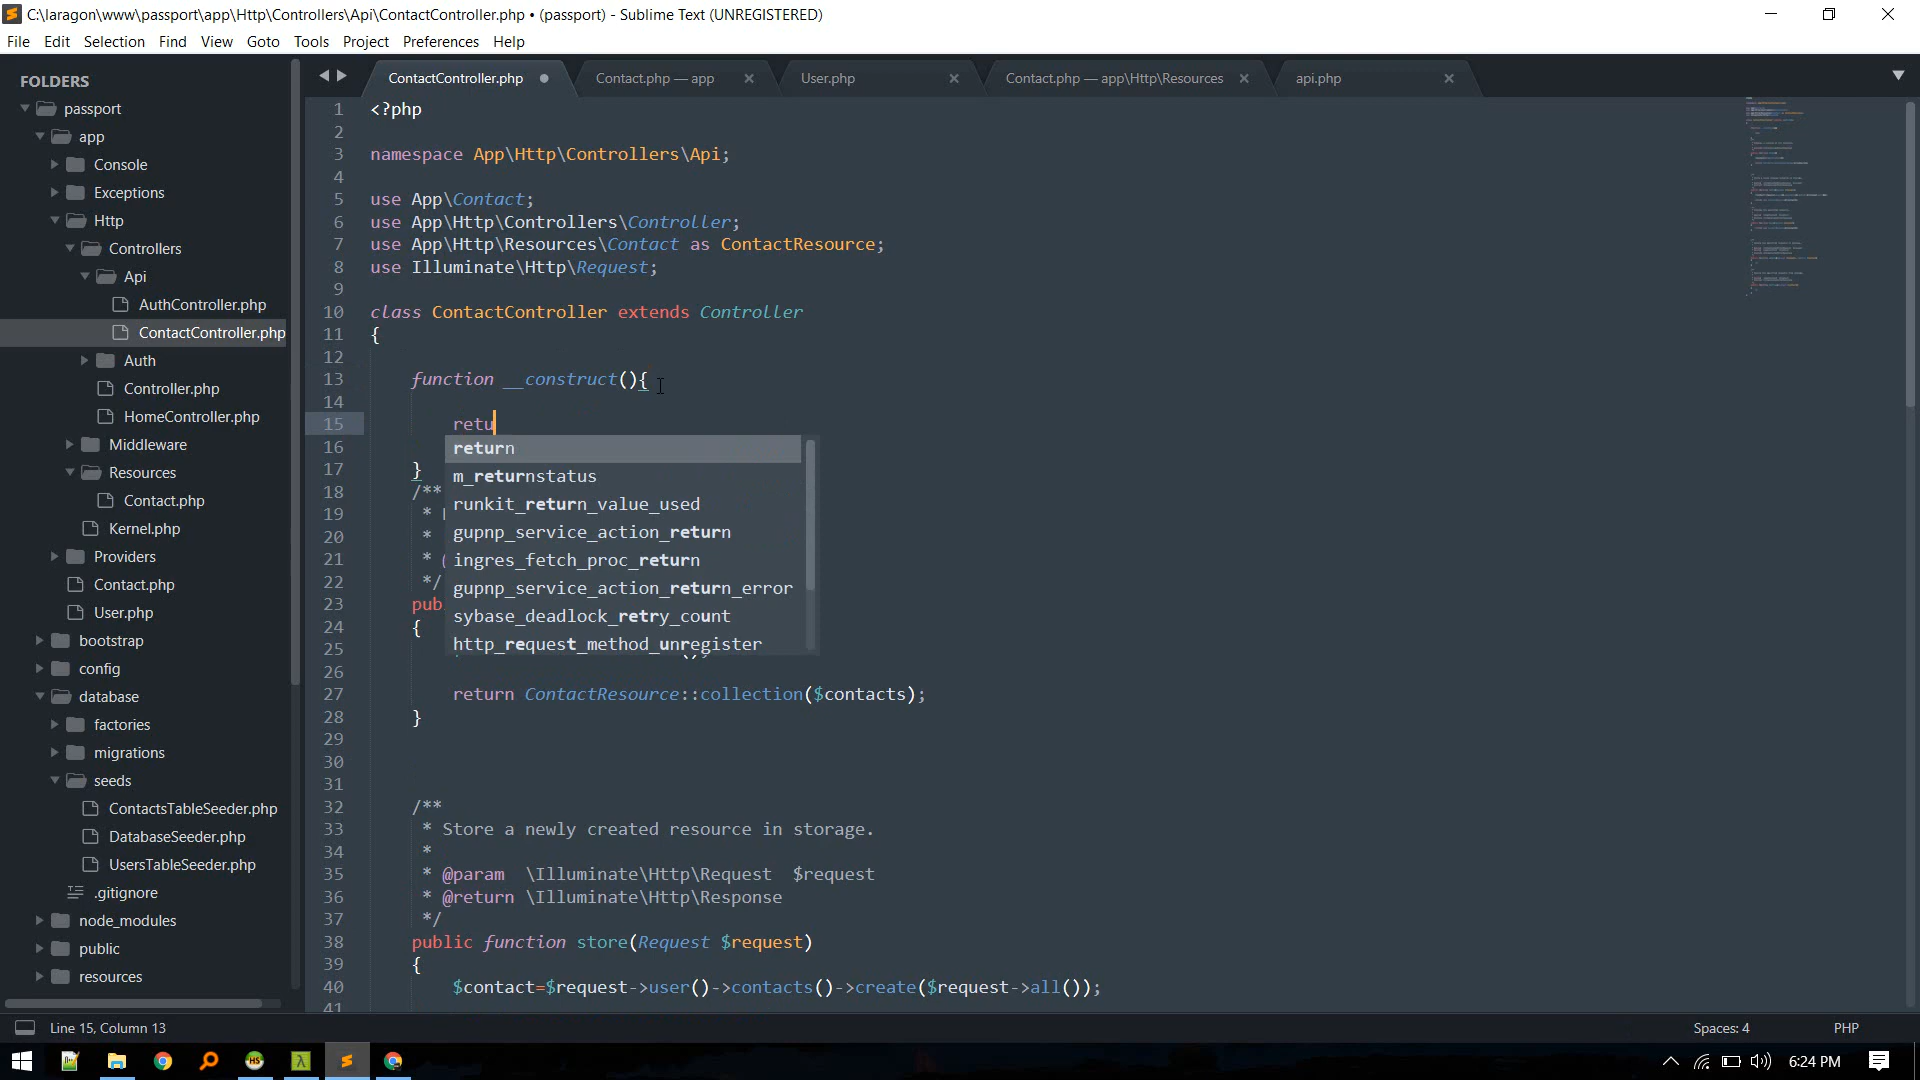 C:\laragon\www\passport\app\Http\Controllers\Api\ContactController.php • (passport) - Sublime Text (UNREGISTERED)
File Edit Selection Find View Goto Tools Project Preferences Help
FOLDERS
passport
app
Console
Exceptions
Http
Controllers
Api
AuthController.php
ContactController.php
Auth
Controller.php
HomeController.php
Middleware
Resources
Contact.php
Kernel.php
Providers
Contact.php
User.php
bootstrap
config
database
factories
migrations
seeds
ContactsTableSeeder.php
DatabaseSeeder.php
UsersTableSeeder.php
.gitignore
node_modules
public
resources
ContactController.php Contact.php — app User.php Contact.php — app\Http\Resources api.php
1 <?php
2
3 namespace App\Http\Controllers\Api;
4
5 use App\Contact;
6 use App\Http\Controllers\Controller;
7 use App\Http\Resources\Contact as ContactResource;
8 use Illuminate\Http\Request;
9
10 class ContactController extends Controller
11 {
12
13 function __construct(){
14
15 retu
16
17 }
18 /**
19 *
20 *
21 *
22 */
23 pub
24 {
25
26
27 return ContactResource::collection($contacts);
28 }
29
30
31
32 /**
33 * Store a newly created resource in storage.
34 *
35 * @param \Illuminate\Http\Request $request
36 * @return \Illuminate\Http\Response
37 */
38 public function store(Request $request)
39 {
40 $contact=$request->user()->contacts()->create($request->all());
41
return
m_returnstatus
runkit_return_value_used
gupnp_service_action_return
ingres_fetch_proc_return
gupnp_service_action_return_error
sybase_deadlock_retry_count
http_request_method_unregister
Line 15, Column 13
Spaces: 4
PHP
6:24 PM